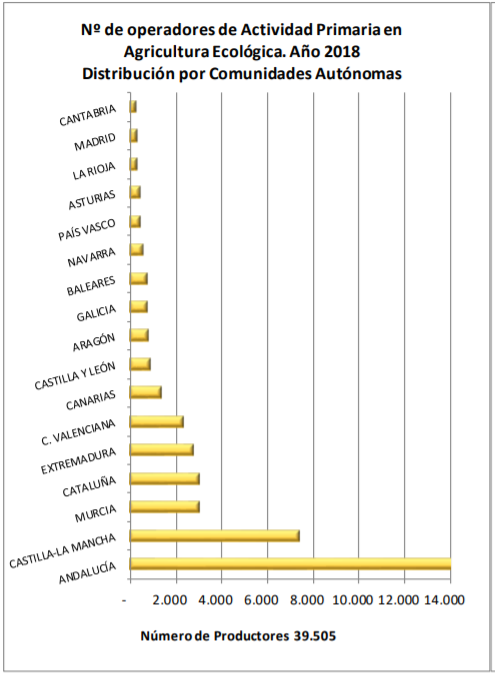 Nº de operadores de Actividad Primaria en
Agricultura Ecológica. Año 2018
Distribución por Comunidades Autónomas
CANTABRIA
MADRID
LA RIOJA
ASTURIAS
PAÍS VASCO
NAVARRA
BALEARES
GALICIA
ARAGÓN
CASTILLA Y LEÓN
CANARIAS
C. VALENCIANA
EXTREMADURA
CATALUÑA
MURCIA
CASTILLA-LA MANCHA
ANDALUCÍA
- 2.000 4.000 6.000 8.000 10.000 12.000 14.000
Número de Productores 39.505